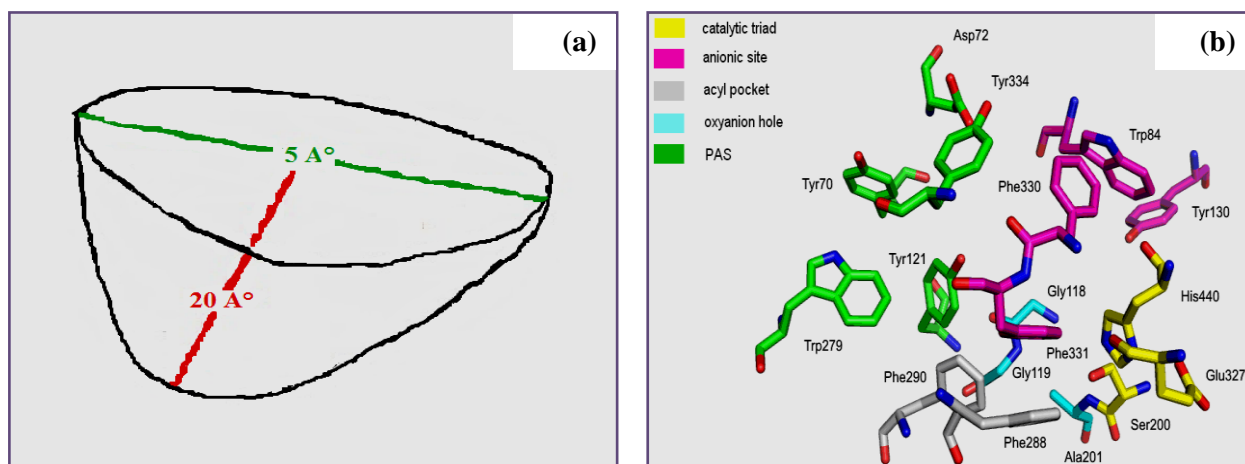 (a)
5 A°
20 A°
(b)
catalytic triad
anionic site
acyl pocket
oxyanion hole
PAS
Asp72
Tyr334
Trp84
Tyr70
Phe330
Tyr130
Tyr121
Gly118
His440
Trp279
Phe331
Phe290
Gly119
Glu327
Ser200
Phe288
Ala201